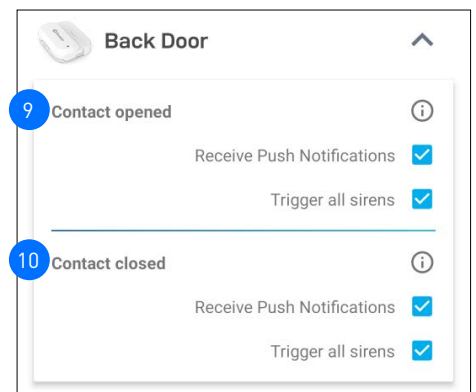 Back Door
9 Contact opened
Receive Push Notifications
Trigger all sirens
10 Contact closed
Receive Push Notifications
Trigger all sirens